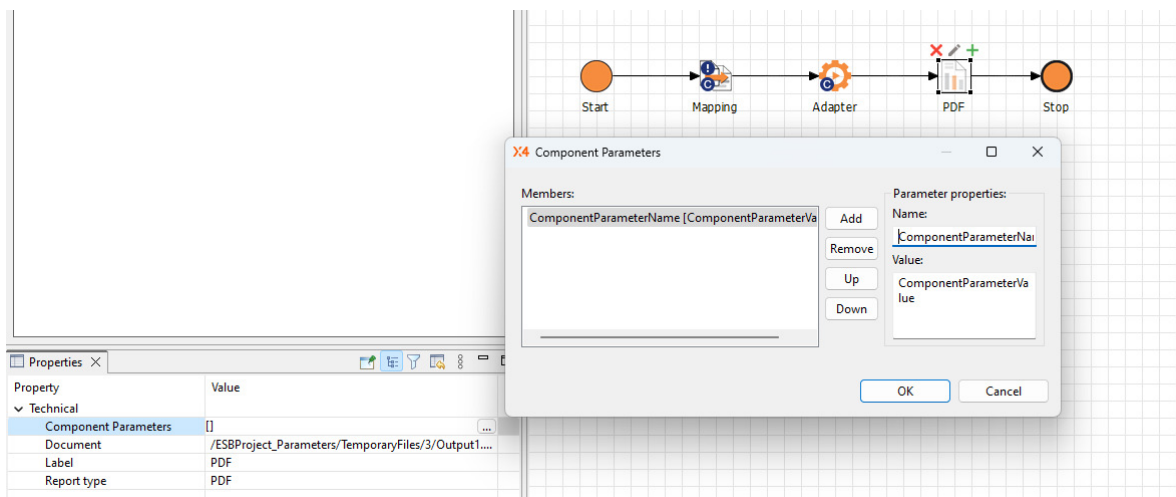 Start
Mapping
Adapter
PDF
Stop
X4 Component Parameters
Members:
ComponentParameterName [ComponentParameterVa
Add
Remove
Up
Down
Parameter properties:
Name:
ComponentParameterNa
Value:
ComponentParameterVa
lue
OK
Cancel
Properties
Property Value
Technical
Component Parameters [] ...
Document /ESBProject_Parameters/TemporaryFiles/3/Output1....
Label PDF
Report type PDF